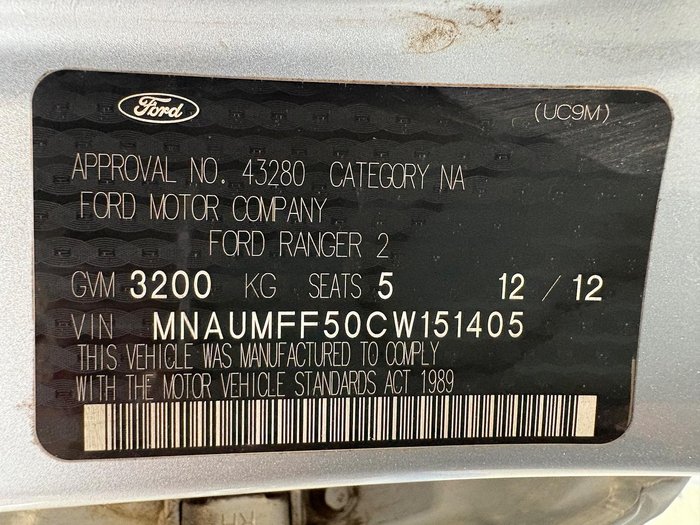 Ford
(UC9M)
APPROVAL NO. 43280 CATEGORY NA
FORD MOTOR COMPANY
FORD RANGER 2
GVM 3200 KG SEATS 5 12 / 12
VIN MNAUMFF50CW151405
THIS VEHICLE WAS MANUFACTURED TO COMPLY
WITH THE MOTOR VEHICLE STANDARDS ACT 1989